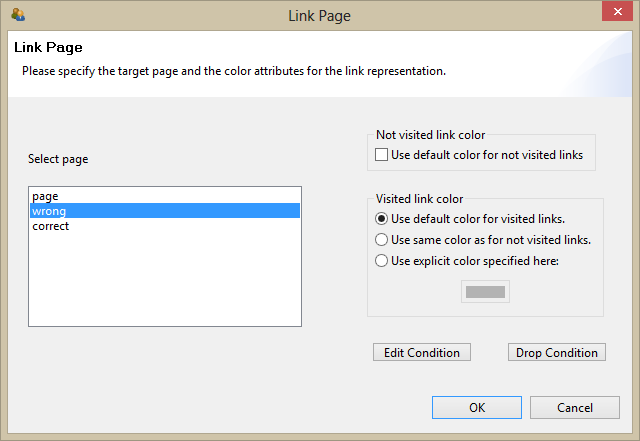 Link Page
Link Page
Please specify the target page and the color attributes for the link representation.
Select page
page
wrong
correct
Not visited link color
Use default color for not visited links
Visited link color
Use default color for visited links.
Use same color as for not visited links.
Use explicit color specified here:
Edit Condition
Drop Condition
OK
Cancel